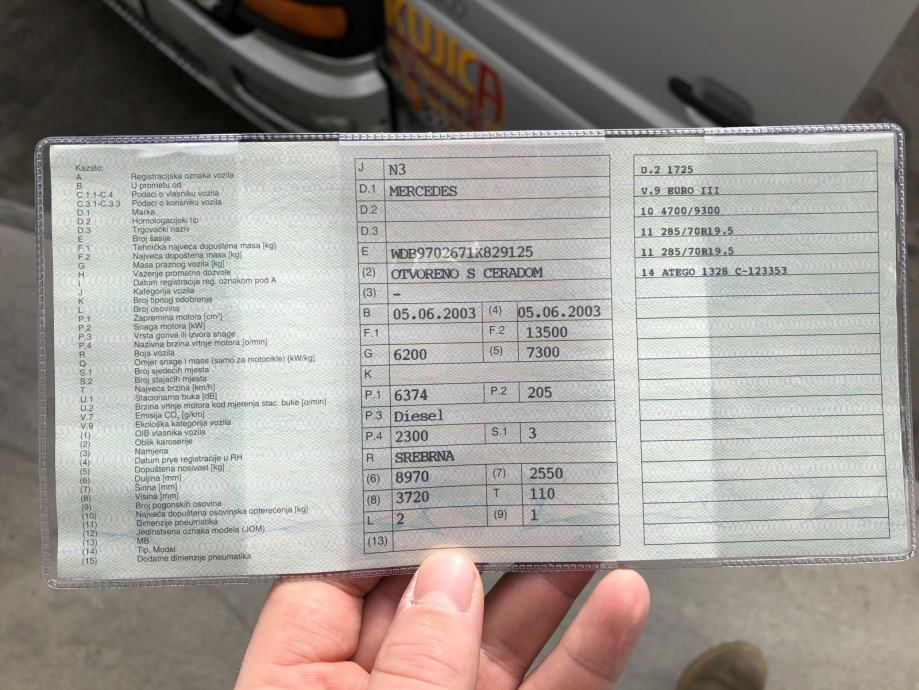 KUJICA
Kazalo:
A Registracijska oznaka vozila
B U prometu od
C.1.1-C.4 Podaci o vlasniku vozila
C.3.1-C.3.3 Podaci o korisniku vozila
D.1 Marka
D.2 Homologacijski tip
D.3 Trgovački naziv
E Broj šasije
F.1 Tehnička najveća dopuštena masa [kg]
F.2 Najveća dopuštena masa [kg]
G Masa praznog vozila [kg]
H Važenje prometne dozvole
I Datum registracije reg. oznakom pod A
J Kategorija vozila
K Broj tipnog odobrenje
L Broj osovina
P.1 Zapremina motora [cm³]
P.2 Snaga motora [kW]
P.3 Vrsta goriva ili izvora snage
P.4 Nazivna brzina vrtnje motora [o/min]
R Boja vozila
Q Omjer snage i mase (samo za motocikle) [kW/kg]
S.1 Broj sjedećih mjesta
S.2 Broj stajaćih mjesta
T Najveća brzina [km/h]
U.1 Stacionarna buka [dB]
U.2 Brzina vrtnje motora kod mjerenja stac. buke [o/min]
V.7 Emisija CO₂ [g/km]
V.9 Ekološka kategorija vozila
(1) OIB vlasnika vozila
(2) Oblik karoserije
(3) Namjena
(4) Datum prve registracije u RH
(5) Dopuštena nosivost [kg]
(6) Duljina [mm]
(7) Širina [mm]
(8) Visina [mm]
(9) Broj pogonskih osovina
(10) Najveća dopuštena osovinska opterećenja [kg]
(11) Dimenzije pneumatika
(12) Jedinstvena oznaka modela (JOM)
(13) MB
(14) Tip, Model
(15) Dodatne dimenzije pneumatika
J N3
D.1 MERCEDES
D.2
D.3
E WDB9702671K829125
(2) OTVORENO S CERADOM
(3) –
B 05.06.2003 (4) 05.06.2003
F.1 F.2 13500
G 6200 (5) 7300
K
P.1 6374 P.2 205
P.3 Diesel
P.4 2300 S.1 3
R SREBRNA
(6) 8970 (7) 2550
(8) 3720 T 110
L 2 (9) 1
(13)
U.2 1725
V.9 EURO III
10 4700/9300
11 285/70R19.5
11 285/70R19.5
14 ATEGO 1328 C-123353